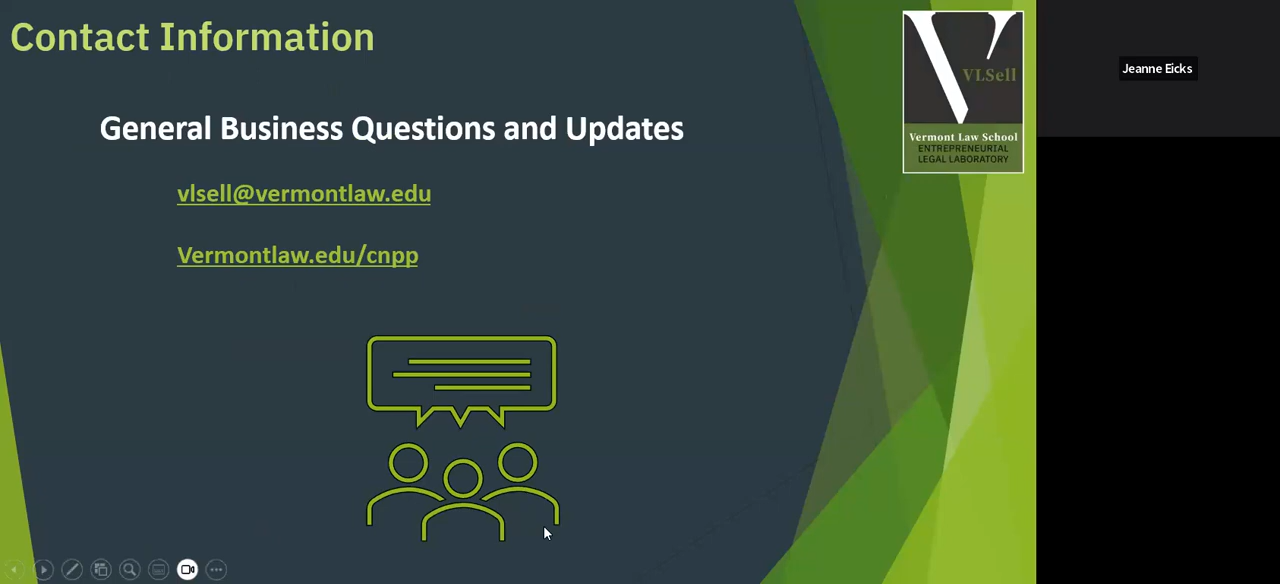 Contact Information
General Business Questions and Updates
vlsell@vermontlaw.edu
Vermontlaw.edu/cnpp
VLSell
Vermont Law School
ENTREPRENEURIAL
LEGAL LABORATORY
Jeanne Eicks